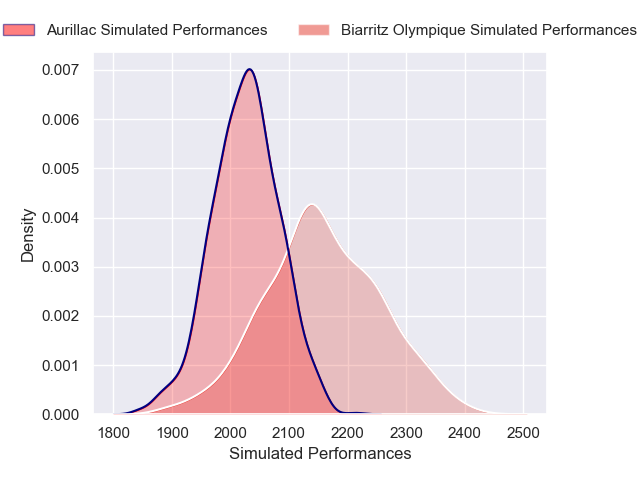 Aurillac Simulated Performances
Biarritz Olympique Simulated Performances
0.007
0.006
0.005
0.004
0.003
0.002
0.001
0.000
Density
1800 1900 2000 2100 2200 2300 2400 2500
Simulated Performances